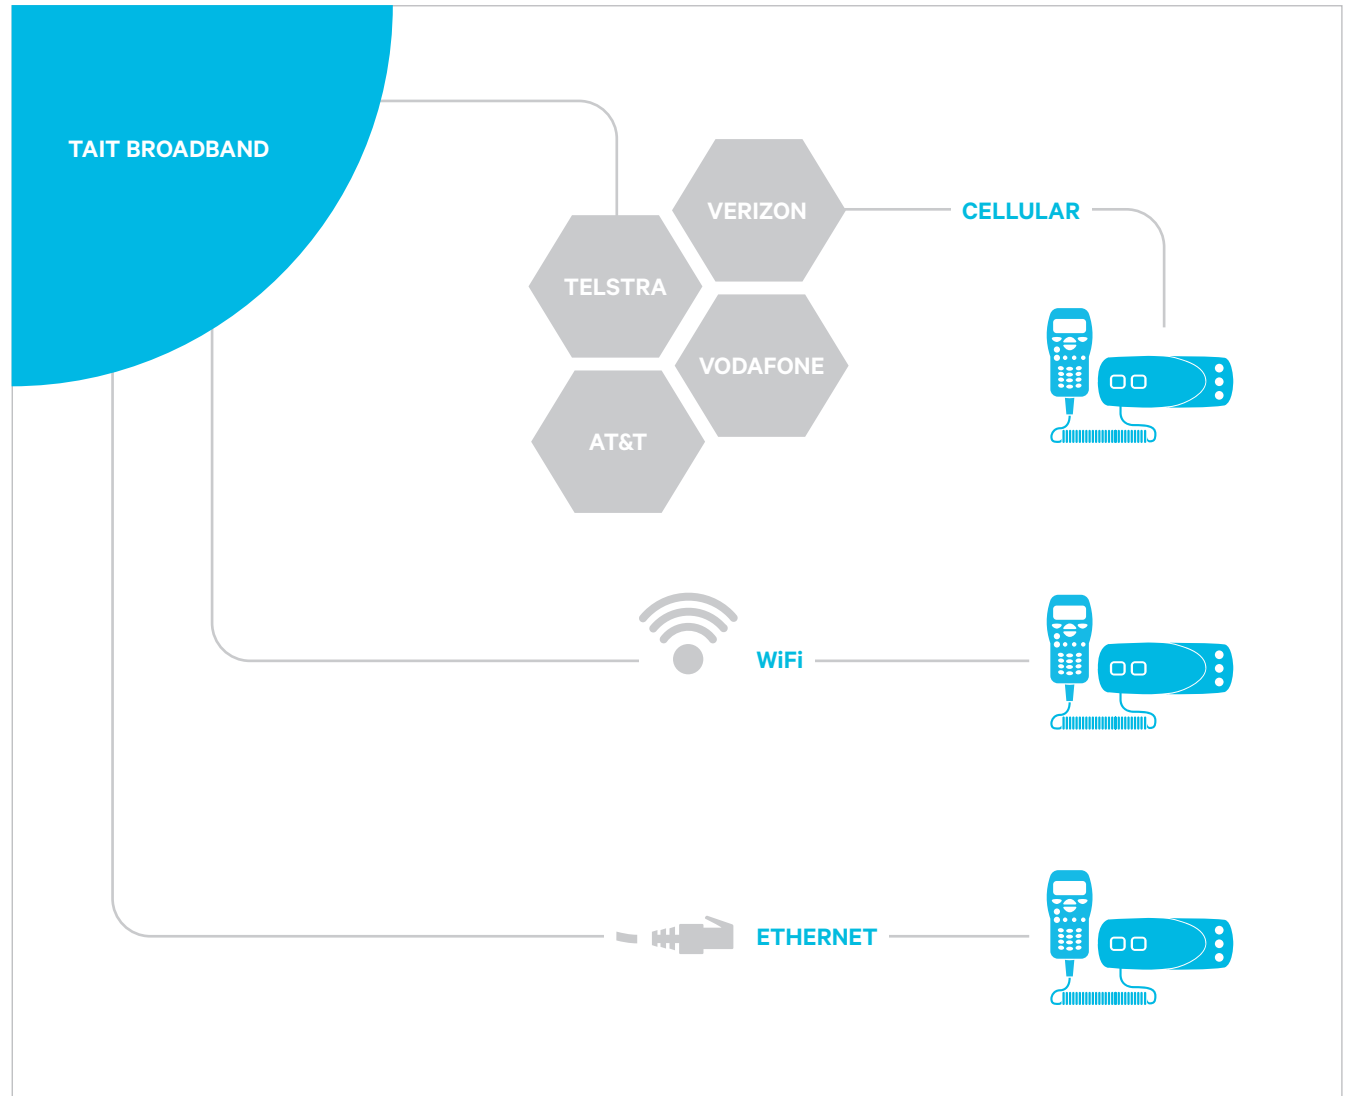 TAIT BROADBAND
VERIZON
CELLULAR
TELSTRA
VODAFONE
AT&T
WiFi
ETHERNET